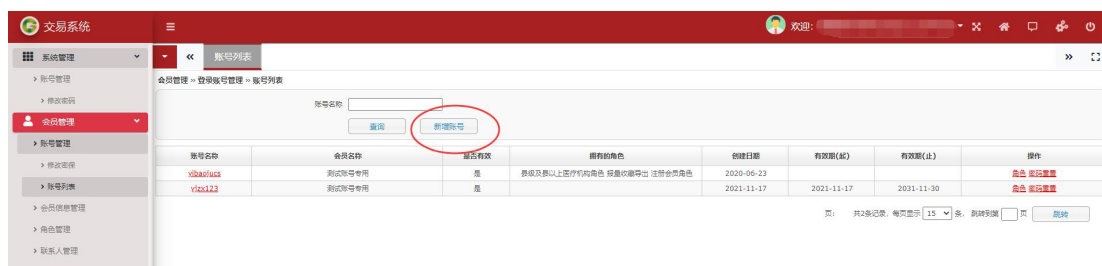 交易系统
欢迎:
系统管理
账号列表
账号管理
会员管理 » 登录账号管理 » 账号列表
修改密码
账号名称
会员管理
查询 新增账号
账号管理
账号名称 会员名称 是否有效 拥有的角色 创建日期 有效期(起) 有效期(止) 操作
修改密保
yibaojucs 测试账号专用 是 县级及县以上医疗机构角色 报量收缴导出 注册会员角色 2020-06-23 角色 密码重置
账号列表
yizx123 测试账号专用 是 2021-11-17 2021-11-17 2031-11-30 角色 密码重置
会员信息管理
页: 共2条记录, 每页显示 15 条, 跳转到第 页 跳转
角色管理
联系人管理